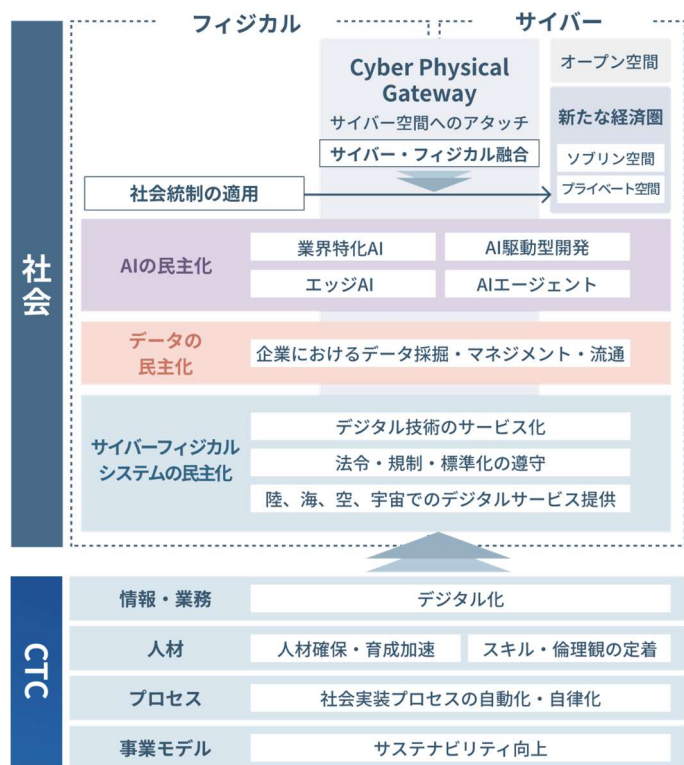 フィジカル
サイバー
社会
Cyber Physical
Gateway
サイバー空間へのアタッチ
サイバー・フィジカル融合
オープン空間
新たな経済圏
ソブリン空間
プライベート空間
社会統制の適用
AIの民主化
業界特化AI
AI駆動型開発
エッジAI
AIエージェント
データの
民主化
企業におけるデータ採掘・マネジメント・流通
サイバーフィジカル
システムの民主化
デジタル技術のサービス化
法令・規制・標準化の遵守
陸、海、空、宇宙でのデジタルサービス提供
CTC
情報・業務
デジタル化
人材
人材確保・育成加速
スキル・倫理観の定着
プロセス
社会実装プロセスの自動化・自律化
事業モデル
サステナビリティ向上